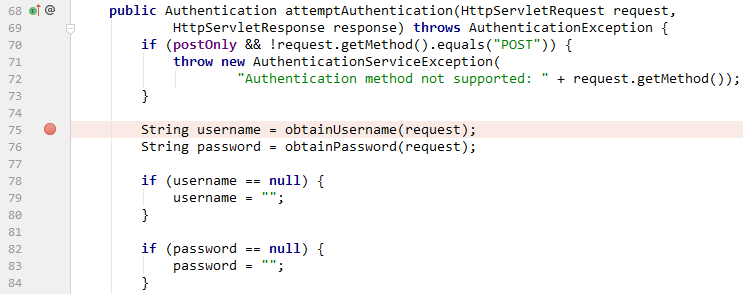 68 @ public Authentication attemptAuthentication(HttpServletRequest request,
69 HttpServletResponse response) throws AuthenticationException {
70 if (postOnly && !request.getMethod().equals("POST")) {
71 throw new AuthenticationServiceException(
72 "Authentication method not supported: " + request.getMethod());
73 }
74
75 String username = obtainUsername(request);
76 String password = obtainPassword(request);
77
78 if (username == null) {
79 username = "";
80 }
81
82 if (password == null) {
83 password = "";
84 }